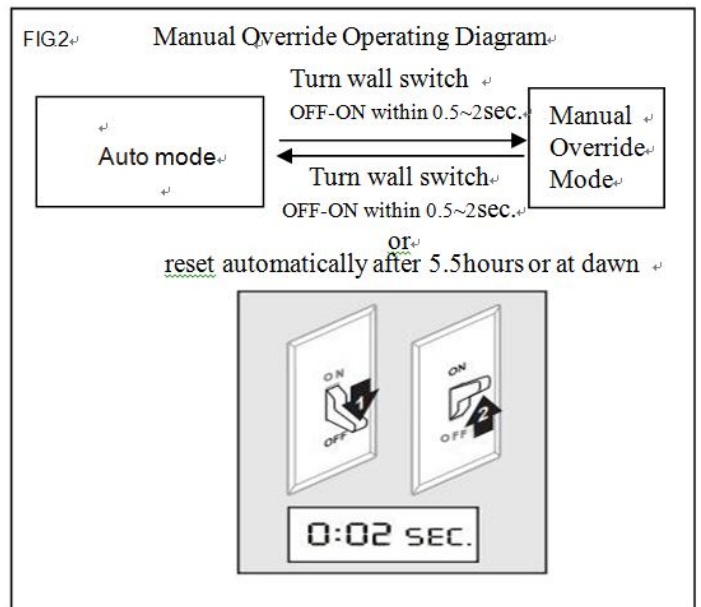 FIG.2 Manual Override Operating Diagram
Turn wall switch
OFF-ON within 0.5~2sec.
Auto mode
Manual
Override
Mode
Turn wall switch
OFF-ON within 0.5~2sec.
or
reset automatically after 5.5hours or at dawn
ON
1
OFF
ON
2
OFF
0:02 SEC.